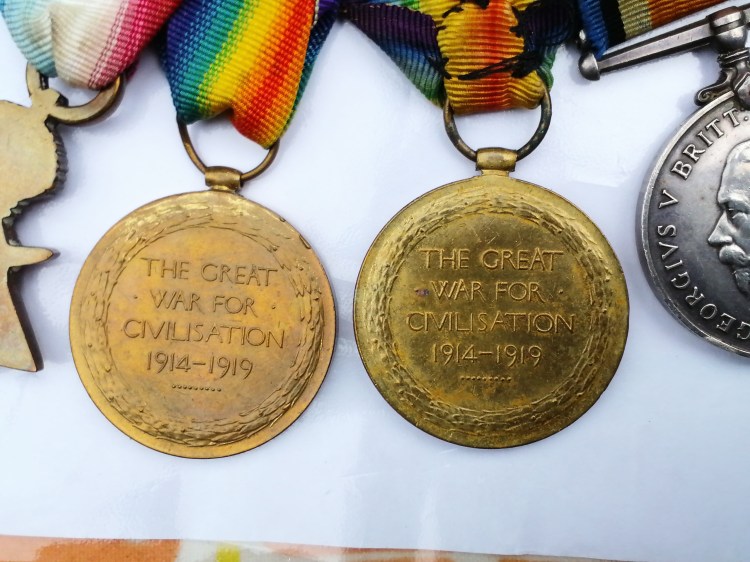 THE GREAT
WAR FOR
CIVILISATION
1914-1919
THE GREAT
· WAR FOR ·
CIVILISATION
1914-1919
GEORGIVS V BRITT: